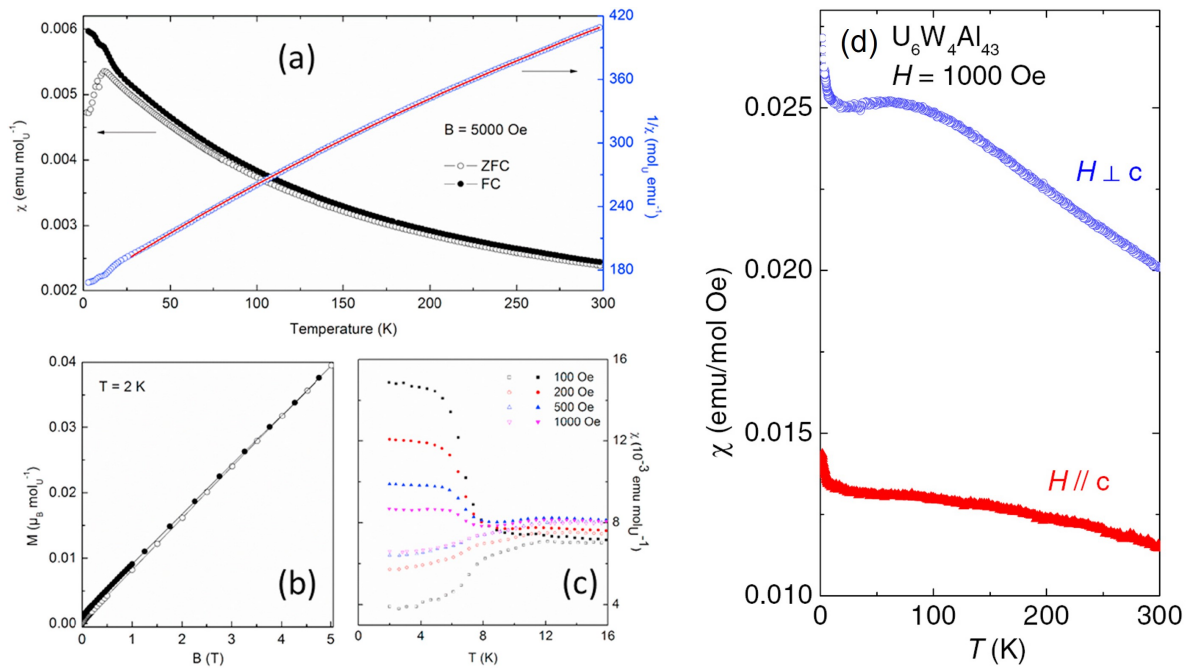 0.006
0.005
0.004
0.003
0.002
χ (emu mol_U⁻¹)
(a)
B = 5000 Oe
ZFC
FC
420
360
300
240
180
1/χ (mol_U emu⁻¹)
0 50 100 150 200 250 300
Temperature (K)
0.04
0.03
0.02
0.01
0.00
M (μ_B mol_U⁻¹)
T = 2 K
(b)
0 1 2 3 4 5
B (T)
100 Oe
200 Oe
500 Oe
1000 Oe
(c)
16
12
8
4
χ (10⁻³ emu mol_U⁻¹)
0 4 8 12 16
T (K)
(d) U₆W₄Al₄₃
H = 1000 Oe
0.025
0.020
0.015
0.010
χ (emu/mol Oe)
H ⊥ c
H // c
0 100 200 300
T (K)